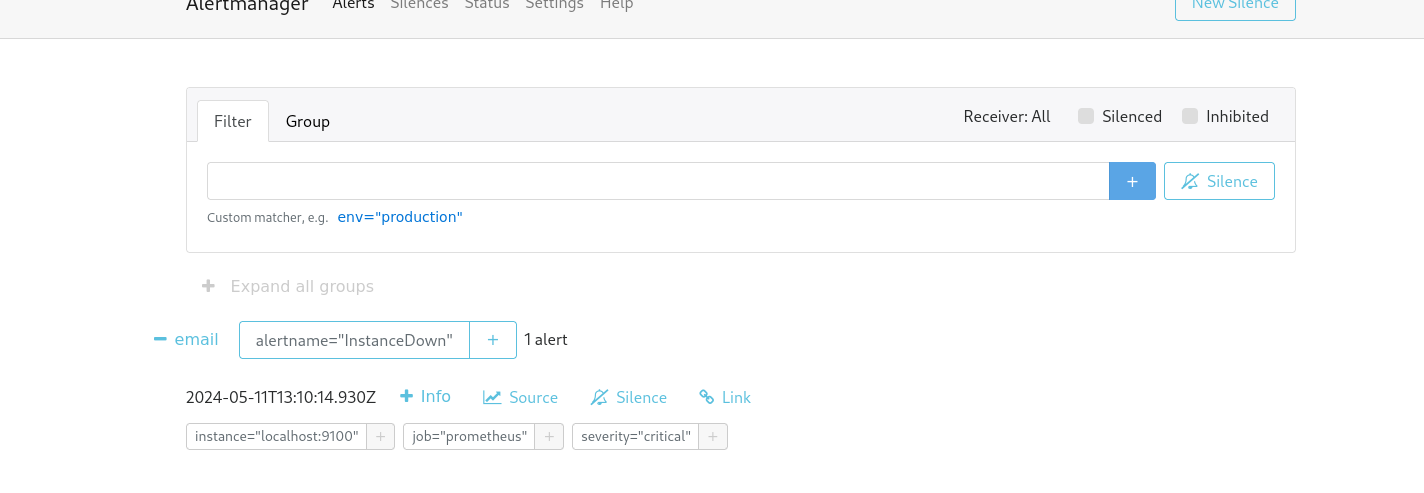 Alertmanager Alerts Silences Status Settings Help New Silence
Filter Group Receiver: All Silenced Inhibited
+ Silence
Custom matcher, e.g. env="production"
+ Expand all groups
− email alertname="InstanceDown" + 1 alert
2024-05-11T13:10:14.930Z + Info Source Silence Link
instance="localhost:9100" + job="prometheus" + severity="critical" +